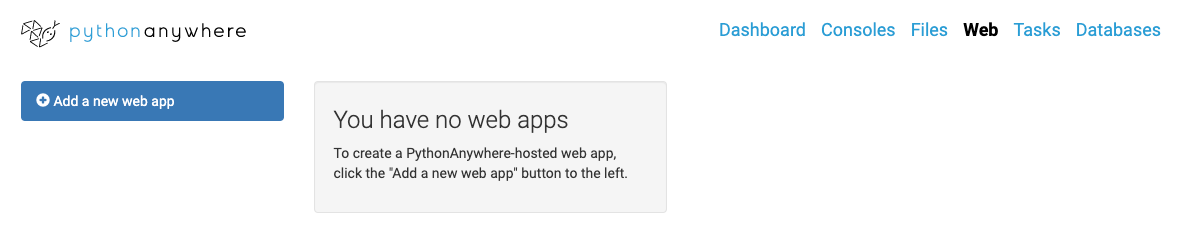 pythonanywhere
Dashboard Consoles Files Web Tasks Databases
Add a new web app
You have no web apps
To create a PythonAnywhere-hosted web app,
click the "Add a new web app" button to the left.